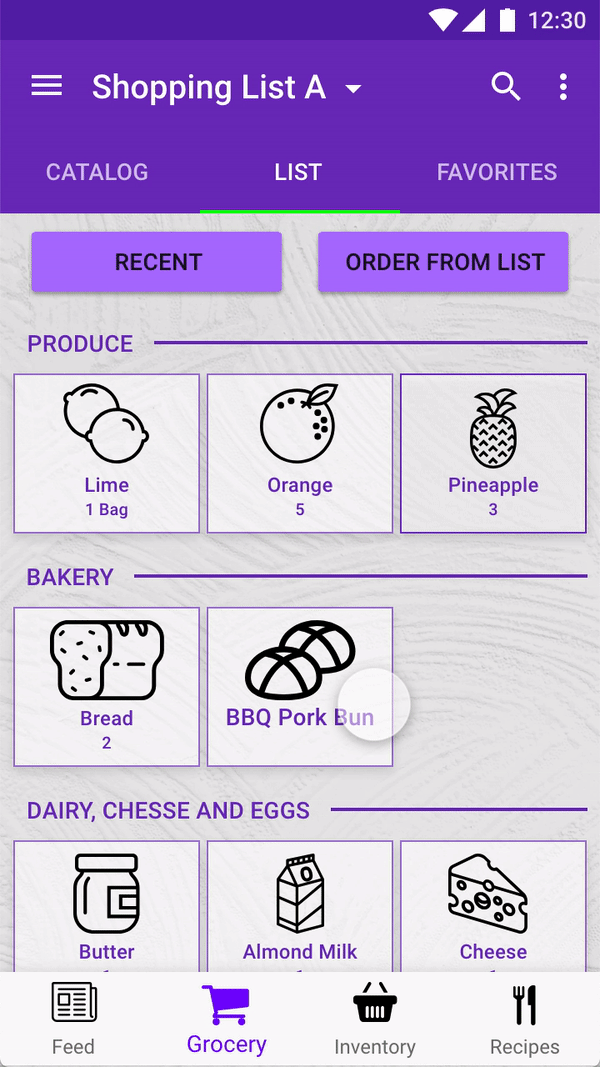 12:30
Shopping List A
CATALOG LIST FAVORITES
RECENT ORDER FROM LIST
PRODUCE
Lime Orange Pineapple
1 Bag 5 3
BAKERY
Bread BBQ Pork Bun
2
DAIRY, CHESSE AND EGGS
Butter Almond Milk Cheese
Feed Grocery Inventory Recipes